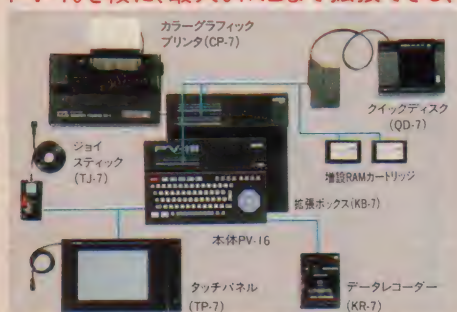 カラーグラフィック
プリンタ(CP-7)
クイックディスク
(QD-7)
ジョイ
スティック
(TJ-7)
増設RAMカートリッジ
PV-16
拡張ボックス(KB-7)
本体PV-16
タッチパネル
(TP-7)
データレコーダー
(KR-7)